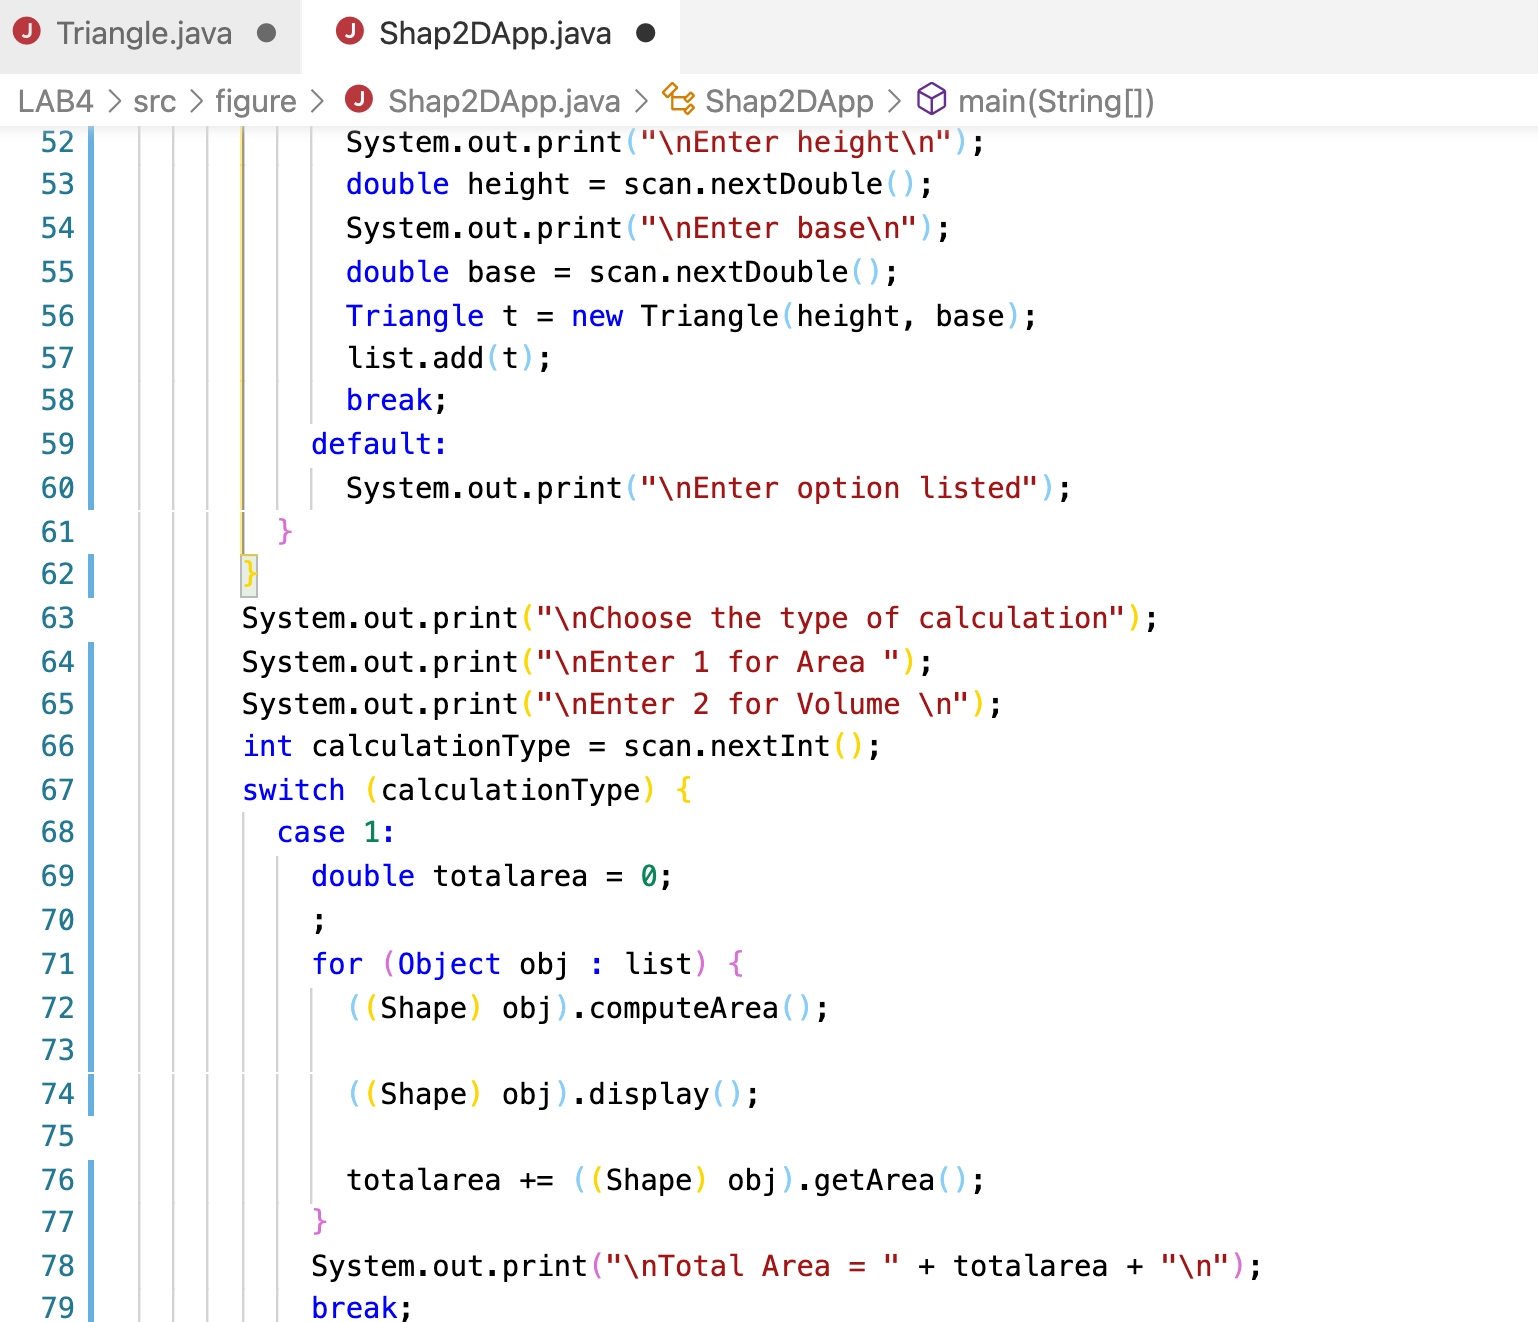 J Triangle.java ● J Shap2DApp.java ●
LAB4 > src > figure > J Shap2DApp.java > Shap2DApp > main(String[])
52 System.out.print("\nEnter height\n");
53 double height = scan.nextDouble();
54 System.out.print("\nEnter base\n");
55 double base = scan.nextDouble();
56 Triangle t = new Triangle(height, base);
57 list.add(t);
58 break;
59 default:
60 System.out.print("\nEnter option listed");
61 }
62 }
63 System.out.print("\nChoose the type of calculation");
64 System.out.print("\nEnter 1 for Area ");
65 System.out.print("\nEnter 2 for Volume \n");
66 int calculationType = scan.nextInt();
67 switch (calculationType) {
68 case 1:
69 double totalarea = 0;
70 ;
71 for (Object obj : list) {
72 ((Shape) obj).computeArea();
73
74 ((Shape) obj).display();
75
76 totalarea += ((Shape) obj).getArea();
77 }
78 System.out.print("\nTotal Area = " + totalarea + "\n");
79 break;